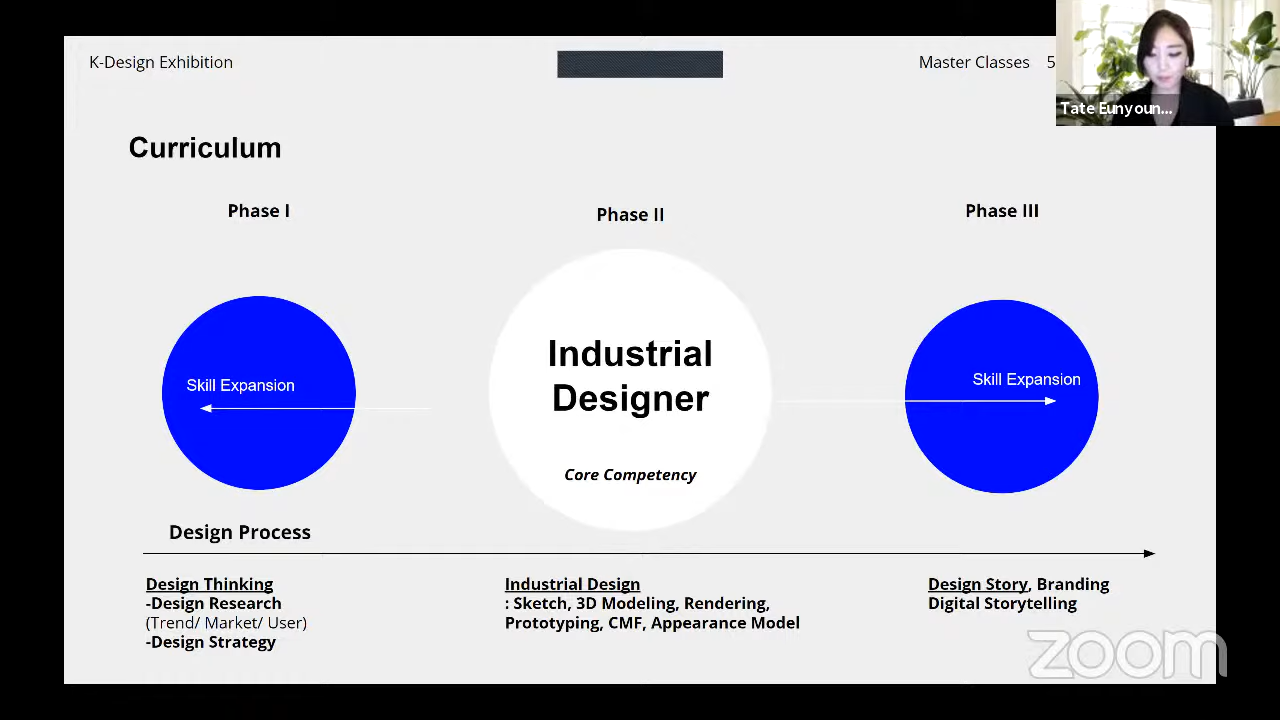 K-Design Exhibition
Master Classes 5
Tate Eunyoun...
Curriculum
Phase I
Phase II
Phase III
Skill Expansion
Industrial
Designer
Core Competency
Skill Expansion
Design Process
Design Thinking
-Design Research
(Trend/ Market/ User)
-Design Strategy
Industrial Design
: Sketch, 3D Modeling, Rendering,
Prototyping, CMF, Appearance Model
Design Story, Branding
Digital Storytelling
zoom